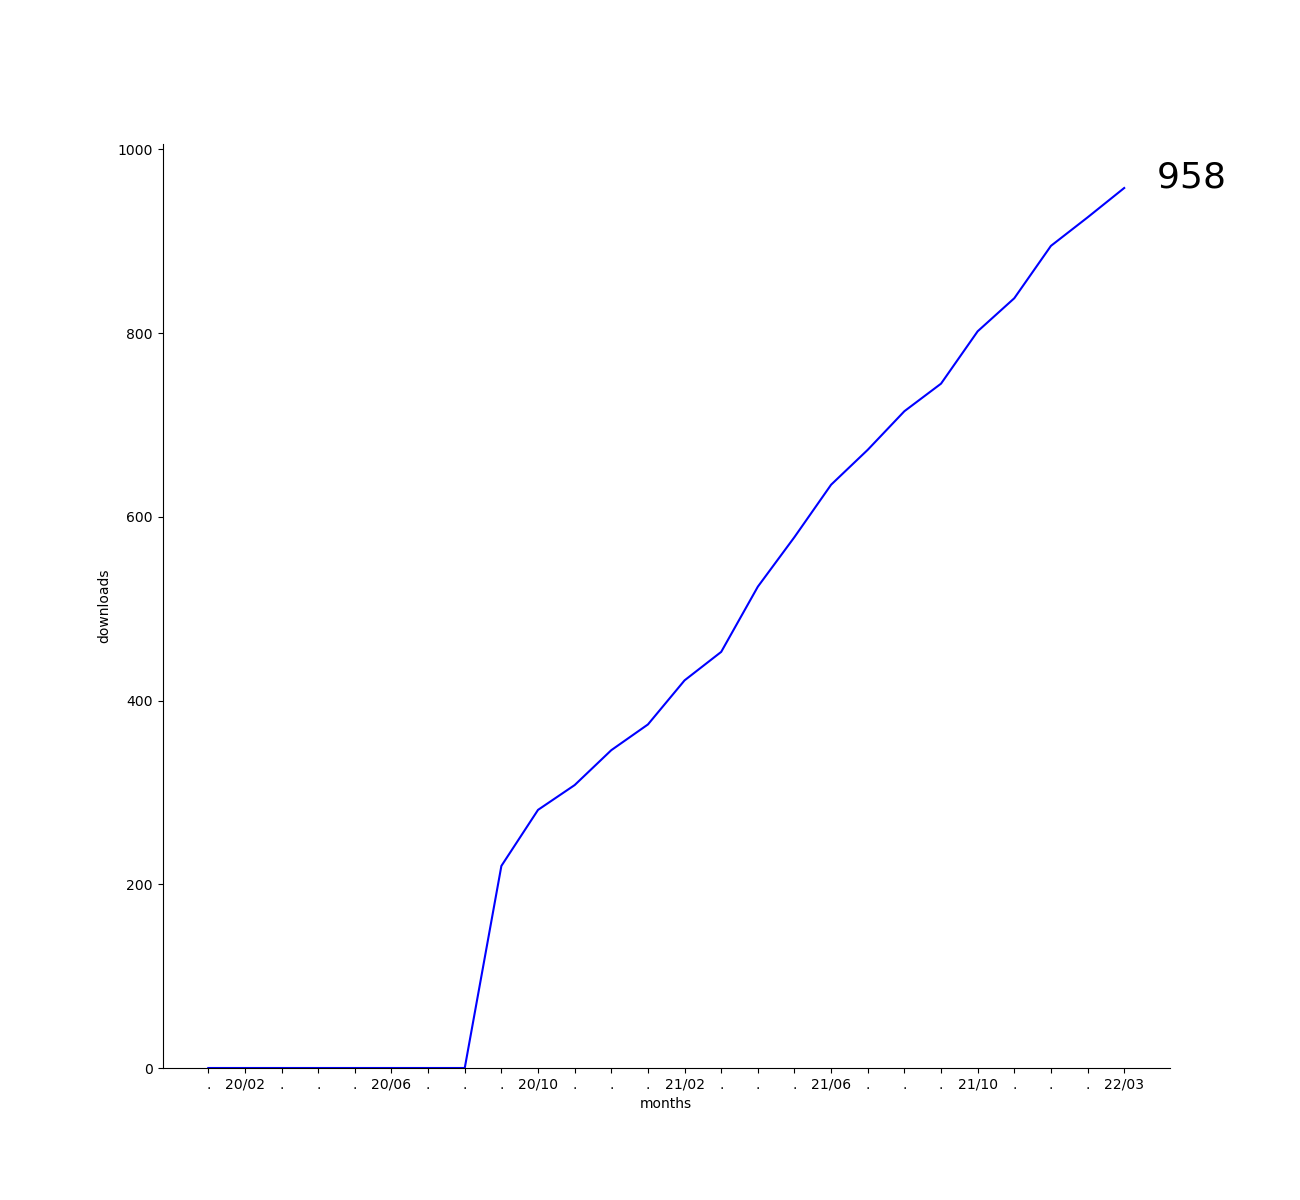 1000
958
800
600
downloads
400
200
0
. 20/02 . . . 20/06 . . . 20/10 . . . 21/02 . . . 21/06 . . . 21/10 . . . 22/03
months